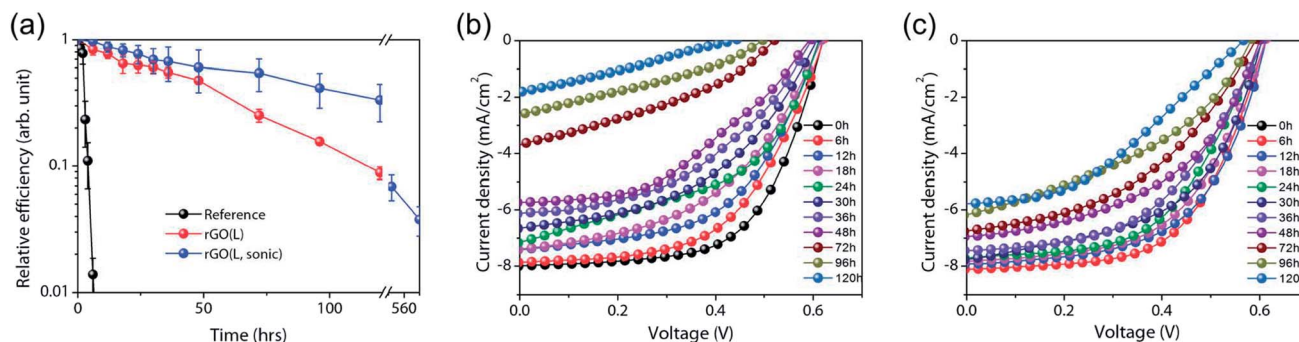 (a)
Relative efficiency (arb. unit)
1
0.1
0.01
Reference
rGO(L)
rGO(L, sonic)
0
50
100
560
Time (hrs)
(b)
Current density (mA/cm²)
0
-2
-4
-6
-8
0h
6h
12h
18h
24h
30h
36h
48h
72h
96h
120h
0.0
0.2
0.4
0.6
Voltage (V)
(c)
Current density (mA/cm²)
0
-2
-4
-6
-8
0h
6h
12h
18h
24h
30h
36h
48h
72h
96h
120
0.0
0.2
0.4
0.6
Voltage (V)